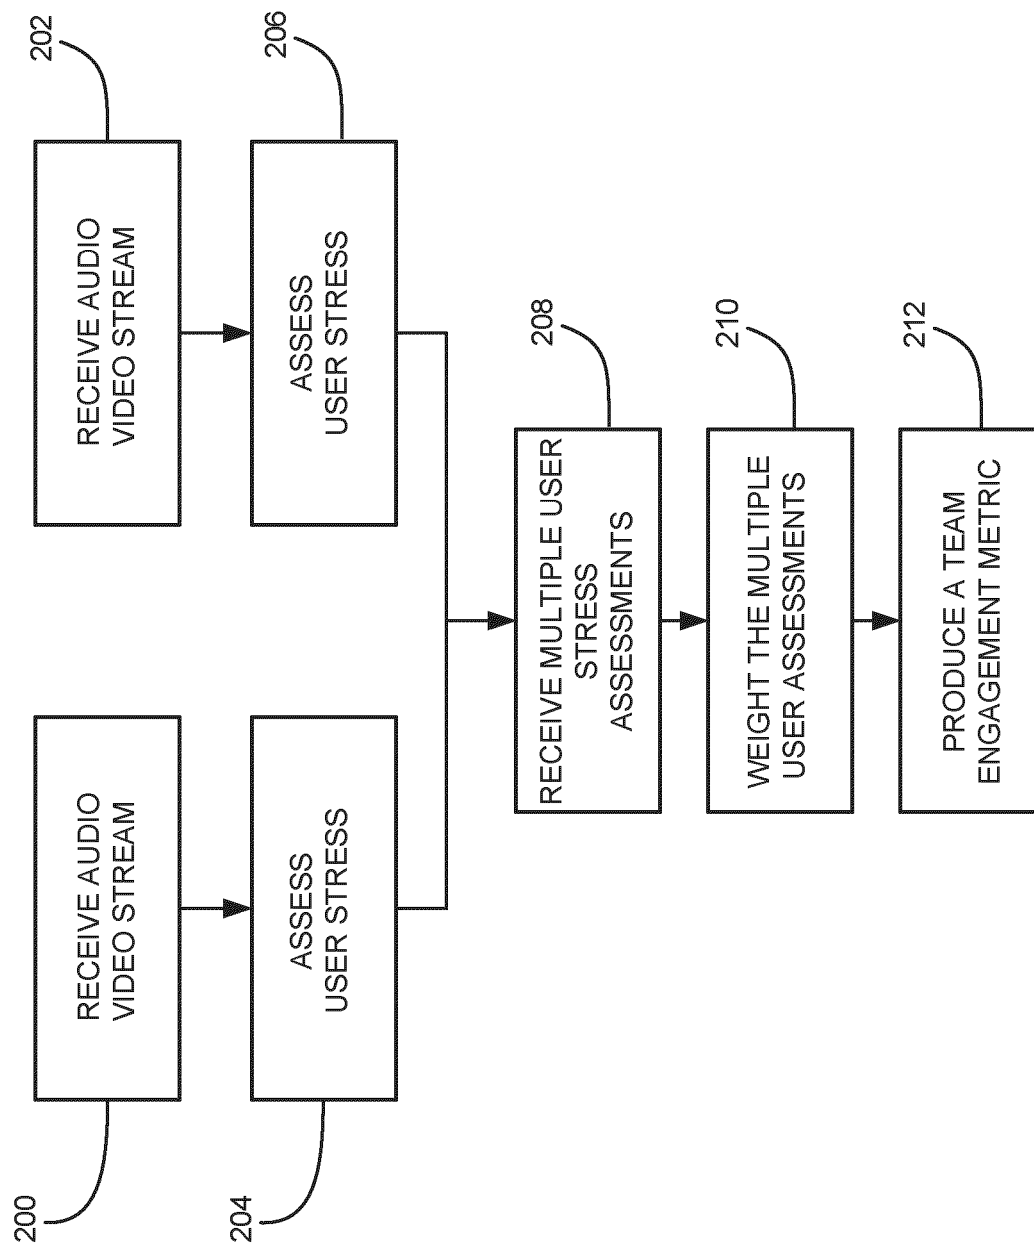 200
RECEIVE AUDIO
VIDEO STREAM
202
RECEIVE AUDIO
VIDEO STREAM
204
ASSESS
USER STRESS
206
ASSESS
USER STRESS
208
RECEIVE MULTIPLE USER
STRESS
ASSESSMENTS
210
WEIGHT THE MULTIPLE
USER ASSESSMENTS
212
PRODUCE A TEAM
ENGAGEMENT METRIC